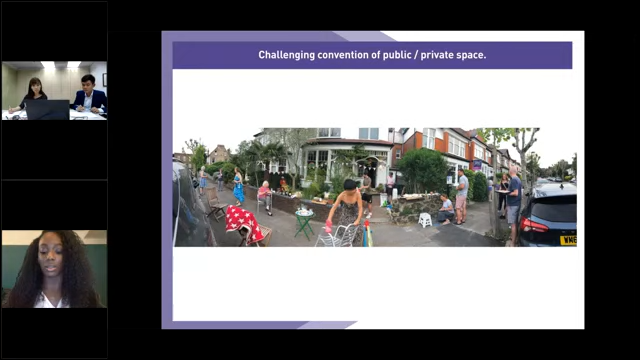 Challenging convention of public / private space.